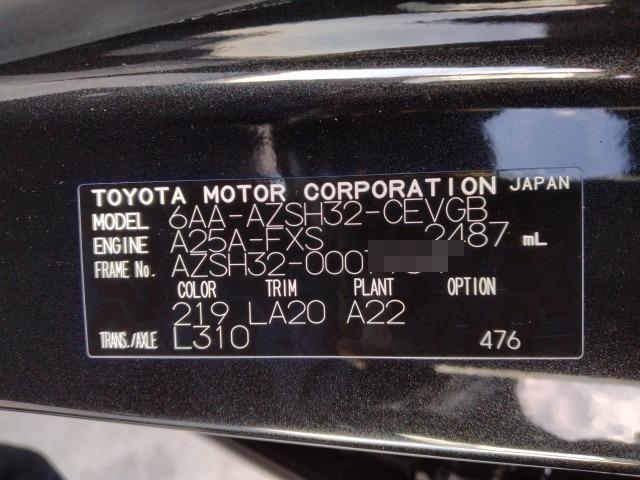 TOYOTA MOTOR CORPORATION JAPAN
MODEL 6AA-AZSH32-CEVGB
ENGINE A25A-FXS 2487 mL
FRAME No. AZSH32-000
COLOR TRIM PLANT OPTION
219 LA20 A22
TRANS./AXLE L310 476